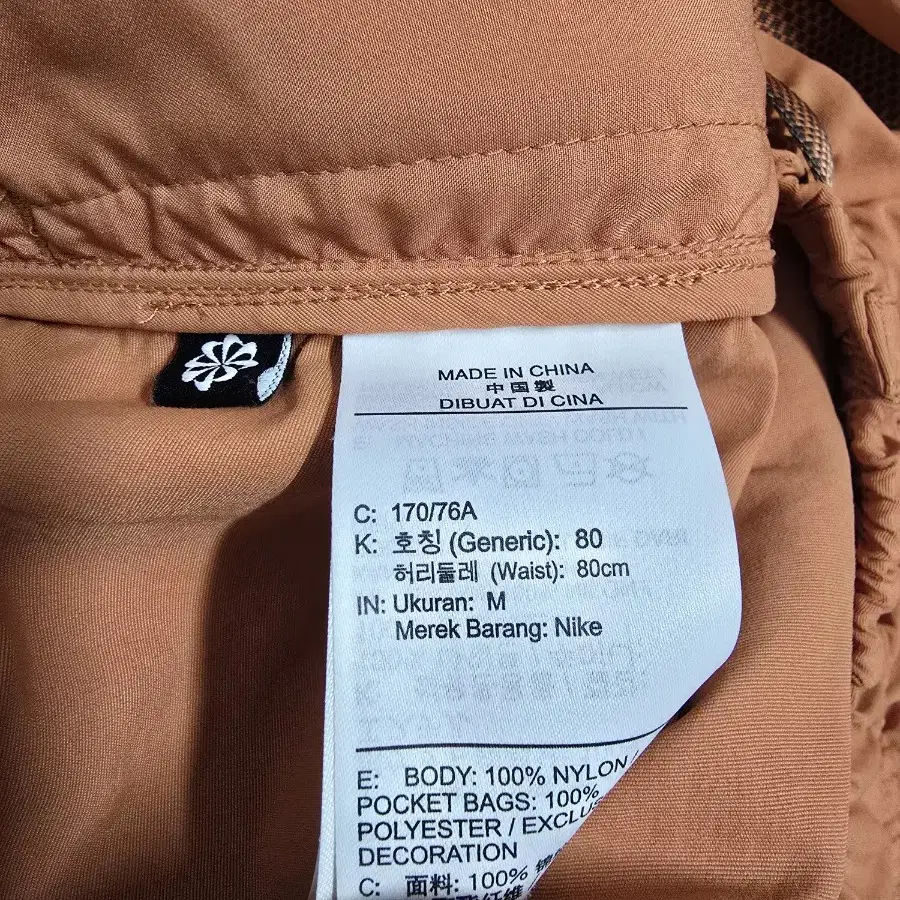 MADE IN CHINA
中国製
DIBUAT DI CINA
C: 170/76A
K: 호칭 (Generic): 80
허리둘레 (Waist): 80cm
IN: Ukuran: M
Merek Barang: Nike
E: BODY: 100% NYLON/
POCKET BAGS: 100%
POLYESTER / EXCLUS
DECORATION
C: 面料: 100% 锦